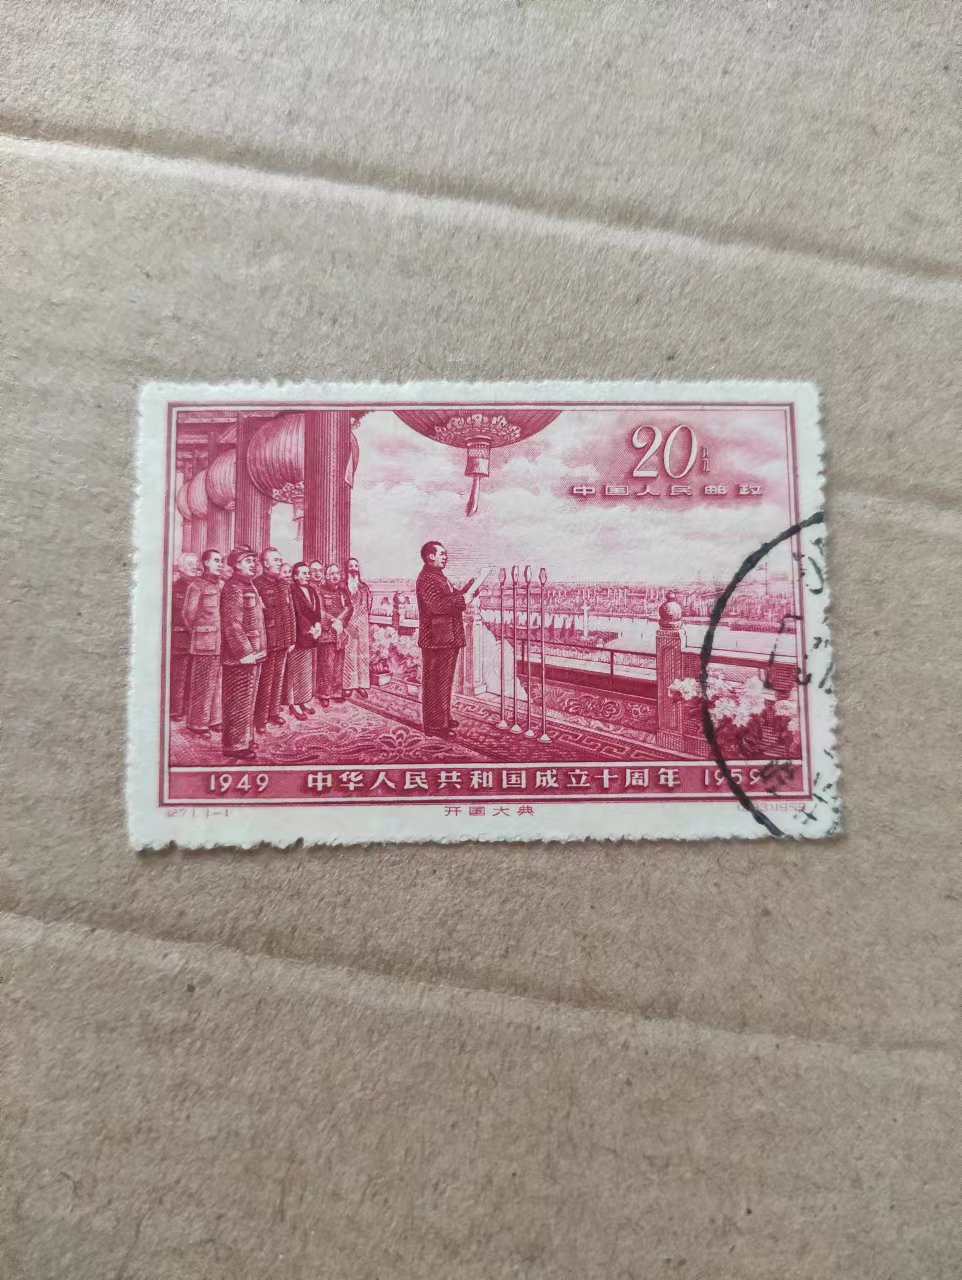 20分
中国人民邮政
1949 中华人民共和国成立十周年 1959
纪71.1-1 开国大典